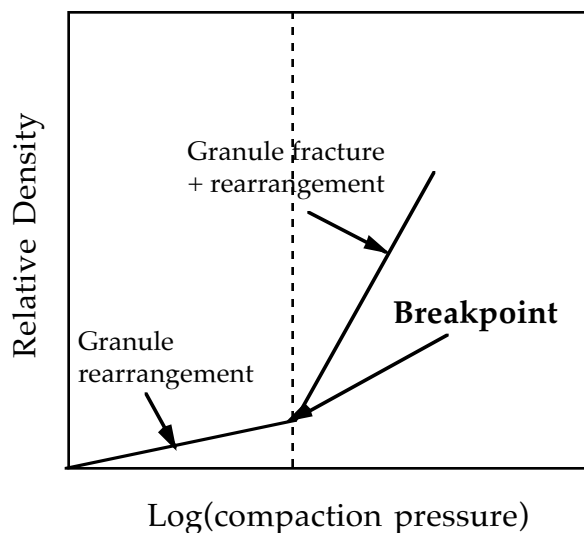 Relative Density
Granule fracture
+ rearrangement
Breakpoint
Granule
rearrangement
Log(compaction pressure)